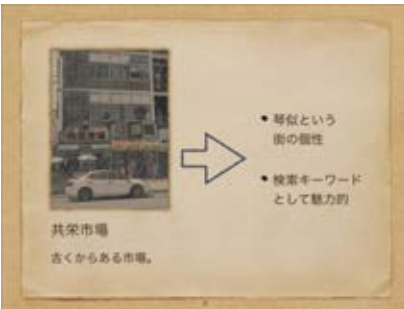 共栄市場
古くからある市場。
琴似という
街の個性
検索キーワード
として魅力的